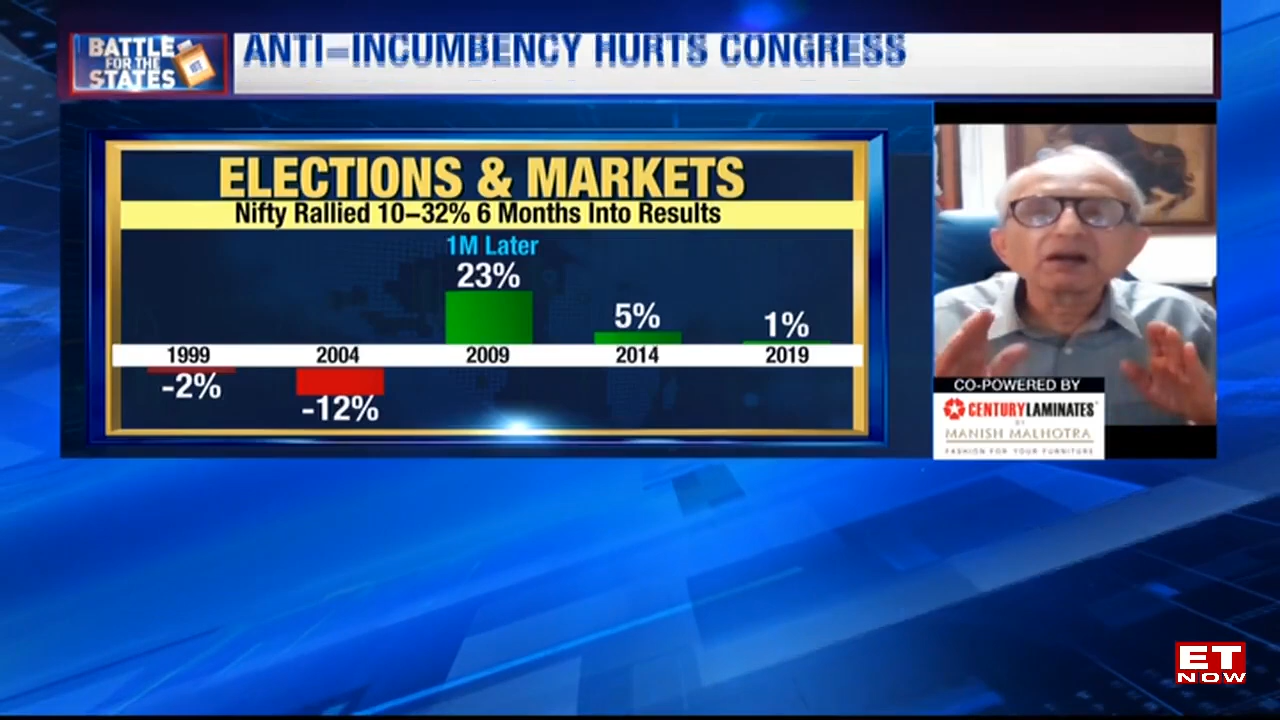 BATTLE
FOR THE
STATES
ANTI-INCUMBENCY HURTS CONGRESS
ELECTIONS & MARKETS
Nifty Rallied 10-32% 6 Months Into Results
1M Later
23%
5%
1%
1999 2004 2009 2014 2019
-2%
-12%
CO-POWERED BY
CENTURYLAMINATES
BY
MANISH MALHOTRA
FASHION FOR YOUR FURNITURE
ET
NOW